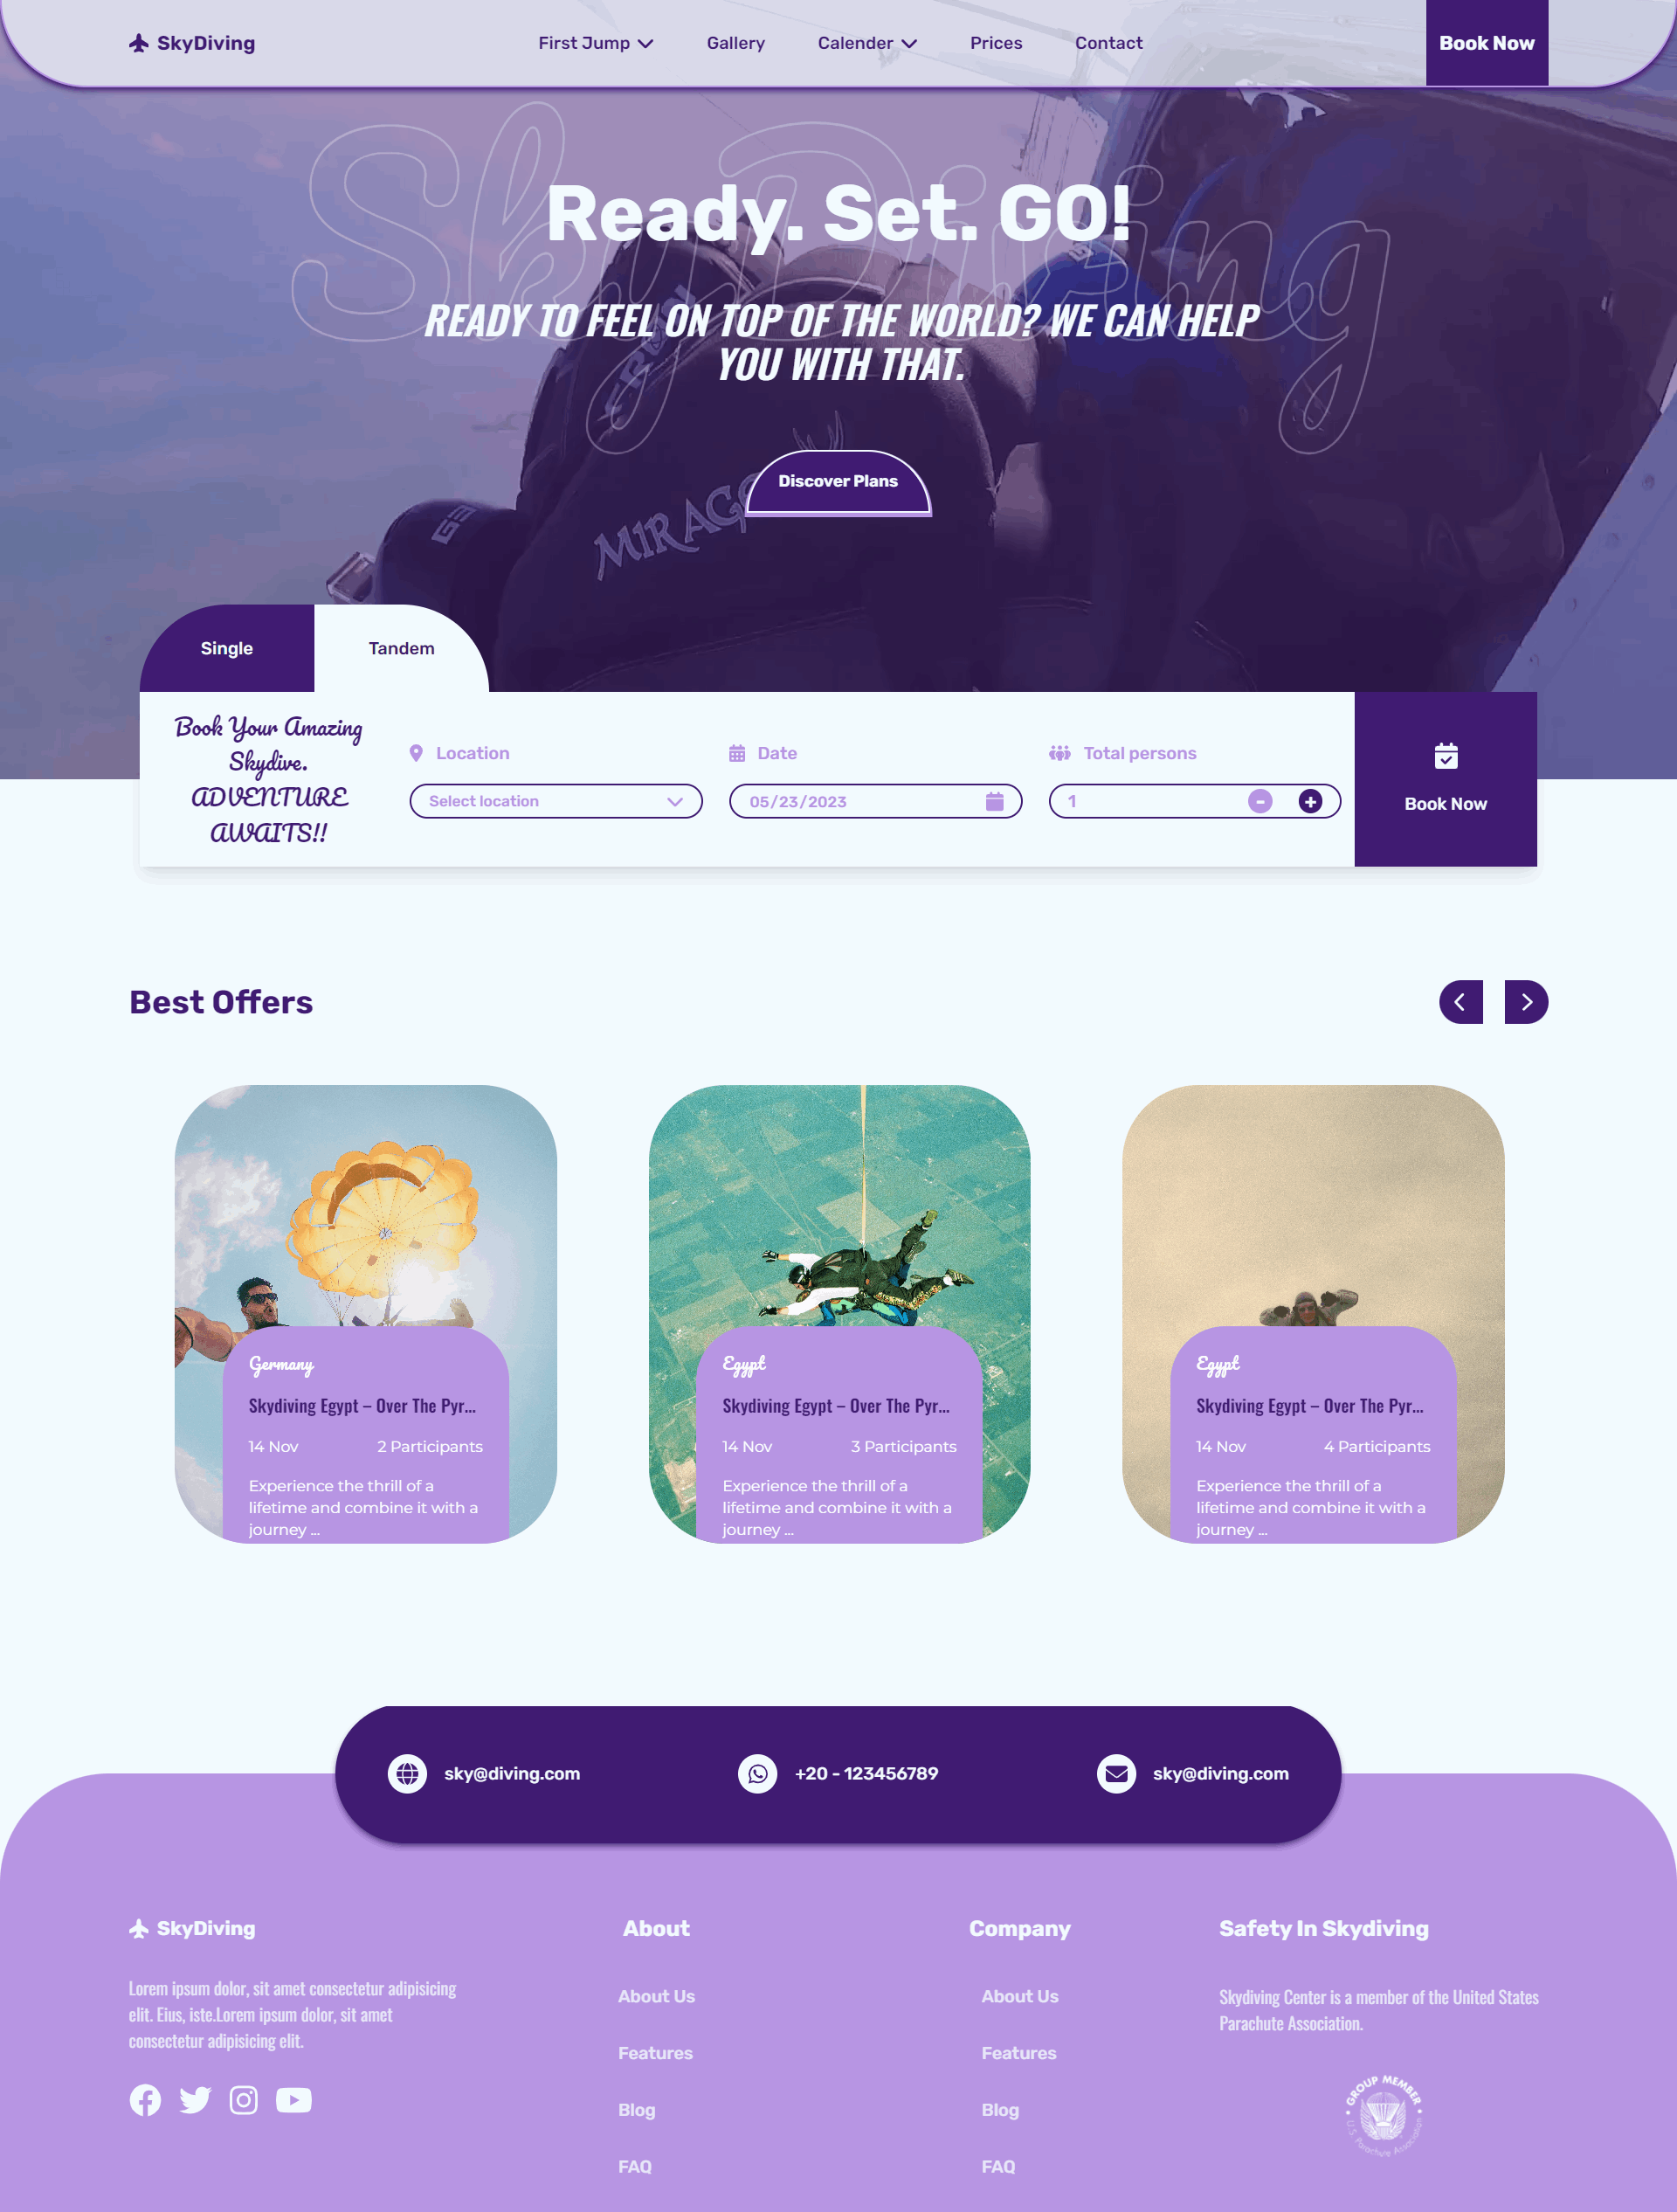 SkyDiving
First Jump
Gallery
Calender
Prices
Contact
Book Now
SkyDiving
Ready. Set. GO!
READY TO FEEL ON TOP OF THE WORLD? WE CAN HELP
YOU WITH THAT.
Discover Plans
G3
Single
Tandem
Book Your Amazing
Skydive.
ADVENTURE
AWAITS!!
Location
Select location
Date
05/23/2023
Total persons
1
-
+
Book Now
Best Offers
Germany
Skydiving Egypt – Over The Pyr...
14 Nov
2 Participants
Experience the thrill of a
lifetime and combine it with a
journey ...
Egypt
Skydiving Egypt – Over The Pyr...
14 Nov
3 Participants
Experience the thrill of a
lifetime and combine it with a
journey ...
Egypt
Skydiving Egypt – Over The Pyr...
14 Nov
4 Participants
Experience the thrill of a
lifetime and combine it with a
journey ...
sky@diving.com
+20 - 123456789
sky@diving.com
SkyDiving
Lorem ipsum dolor, sit amet consectetur adipisicing
elit. Eius, iste.Lorem ipsum dolor, sit amet
consectetur adipisicing elit.
About
About Us
Features
Blog
FAQ
Company
About Us
Features
Blog
FAQ
Safety In Skydiving
Skydiving Center is a member of the United States
Parachute Association.
GROUP MEMBER
U.S. Parachute Association